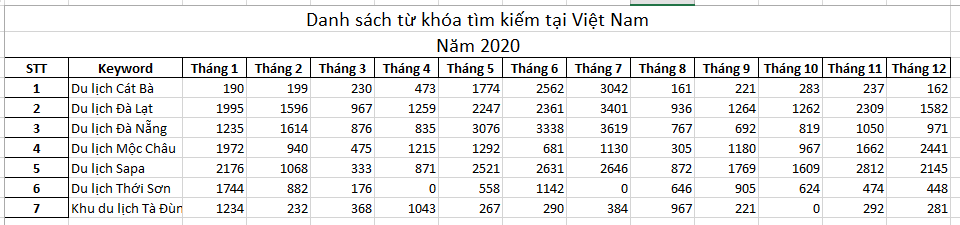 Danh sách từ khóa tìm kiếm tại Việt Nam
Năm 2020
STT Keyword Tháng 1 Tháng 2 Tháng 3 Tháng 4 Tháng 5 Tháng 6 Tháng 7 Tháng 8 Tháng 9 Tháng 10 Tháng 11 Tháng 12
1 Du lịch Cát Bà 190 199 230 473 1774 2562 3042 161 221 283 237 162
2 Du lịch Đà Lạt 1995 1596 967 1259 2247 2361 3401 936 1264 1262 2309 1582
3 Du lịch Đà Nẵng 1235 1614 876 835 3076 3338 3619 767 692 819 1050 971
4 Du lịch Mộc Châu 1972 940 475 1215 1292 681 1130 305 1180 967 1662 2441
5 Du lịch Sapa 2176 1068 333 871 2521 2631 2646 872 1769 1609 2812 2145
6 Du lịch Thới Sơn 1744 882 176 0 558 1142 0 646 905 624 474 448
7 Khu du lịch Tà Đùn 1234 232 368 1043 267 290 384 967 221 0 292 281